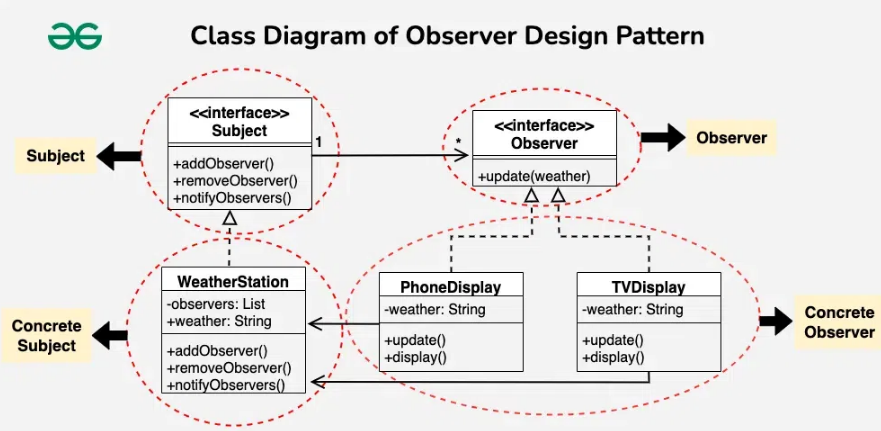 Class Diagram of Observer Design Pattern
<<interface>>
Subject
+addObserver()
+removeObserver()
+notifyObservers()
1
*
<<interface>>
Observer
+update(weather)
Subject
Observer
WeatherStation
-observers: List
+weather: String
+addObserver()
+removeObserver()
+notifyObservers()
PhoneDisplay
-weather: String
+update()
+display()
TVDisplay
-weather: String
+update()
+display()
Concrete
Subject
Concrete
Observer